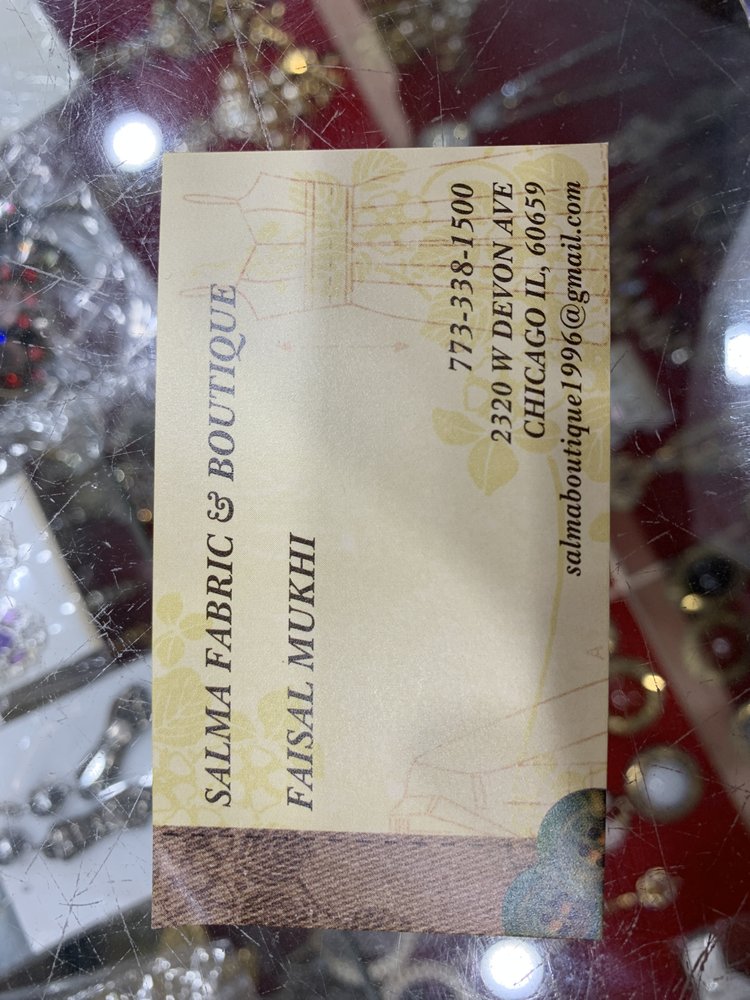 SALMA FABRIC & BOUTIQUE
FAISAL MUKHI
773-338-1500
2320 W DEVON AVE
CHICAGO IL, 60659
salmaboutique1996@gmail.com